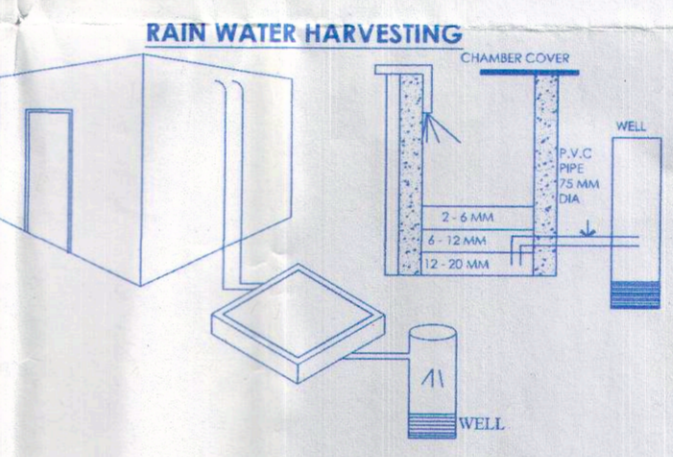 RAIN WATER HARVESTING
CHAMBER COVER
WELL
P.V.C
PIPE
75 MM
DIA
2 - 6 MM
6 - 12 MM
12 - 20 MM
WELL